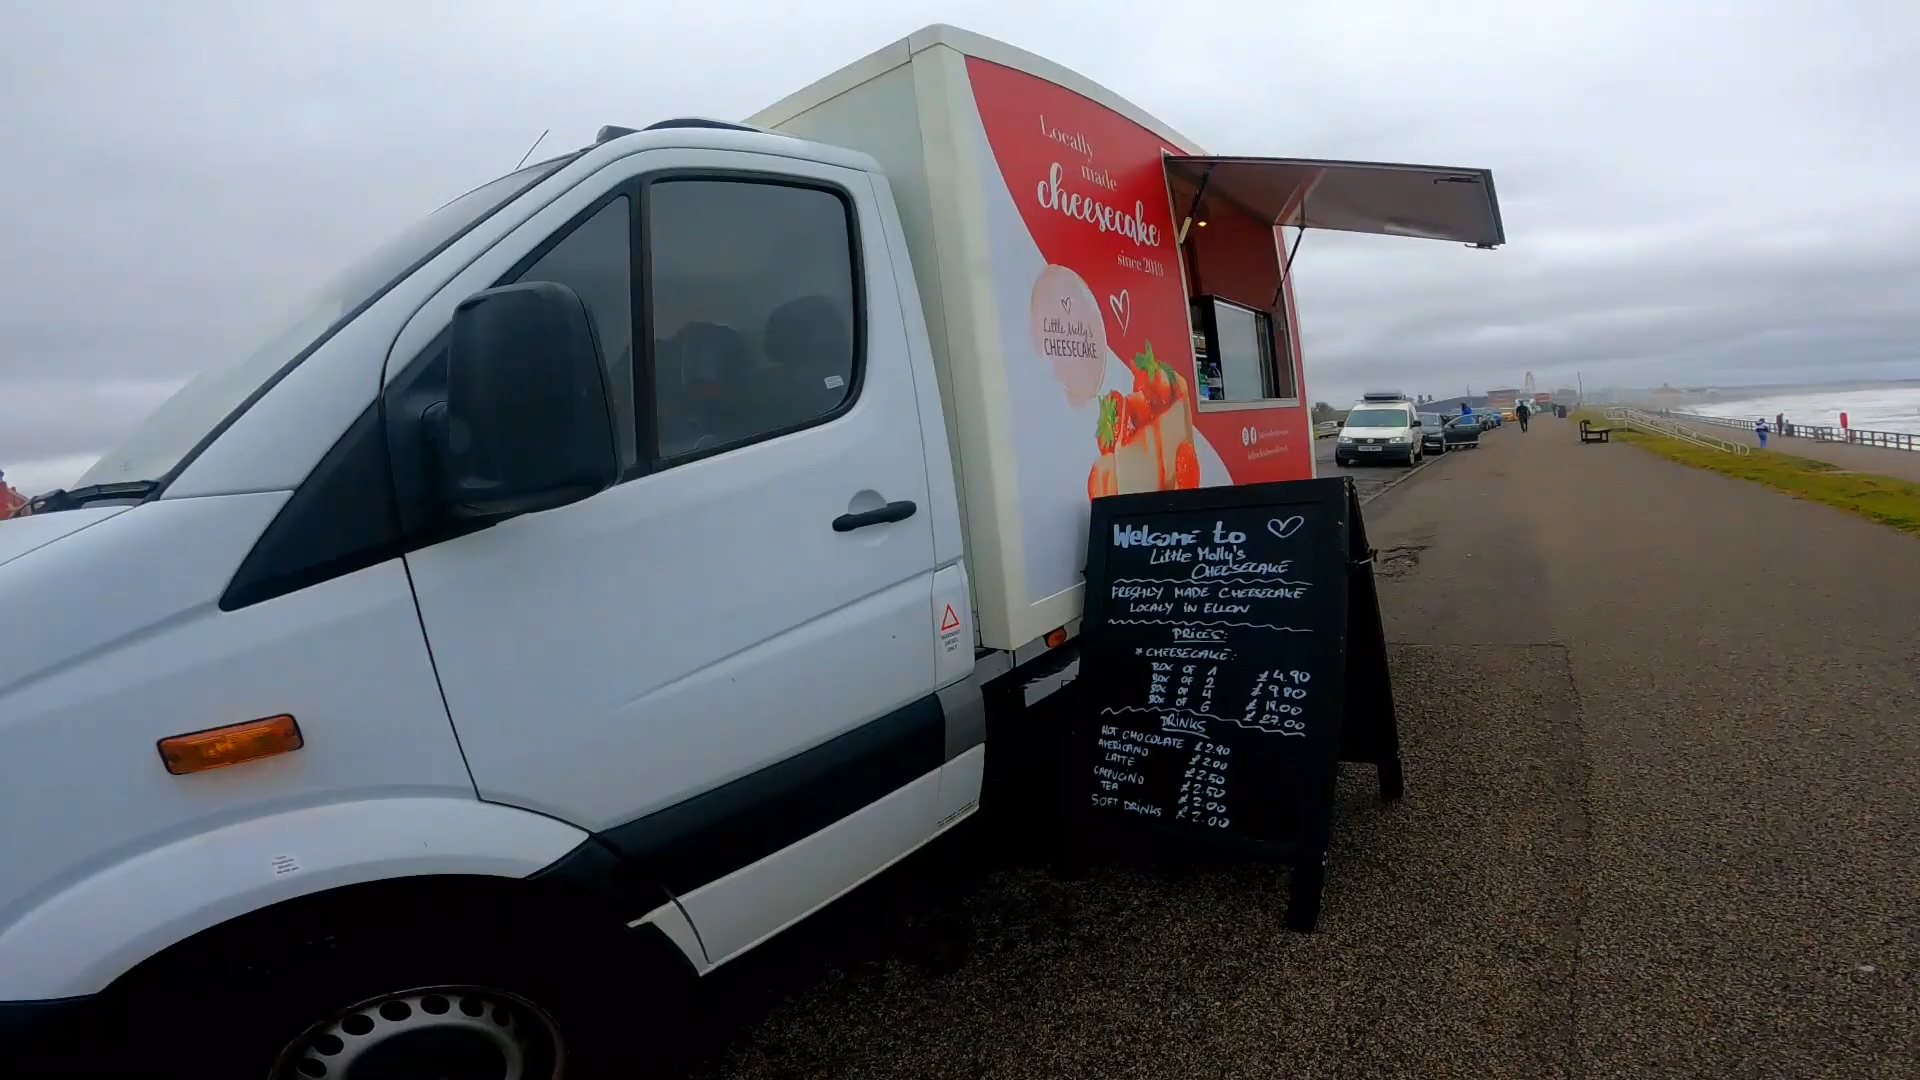 Locally
made
cheesecake
since 2019
Little Molly's
CHEESECAKE
Welcome to
Little Molly's
CHEESECAKE
FRESHLY MADE CHEESECAKE
LOCALY IN ELLON
PRICES:
* CHEESECAKE:
BOX OF 1 £4.90
BOX OF 2 £9.80
BOX OF 4 £19.00
BOX OF 6 £27.00
DRINKS
HOT CHOCOLATE £2.90
AMERICANO £2.00
LATTE £2.50
CAPPUCINO £2.50
TEA £2.00
SOFT DRINKS £2.00